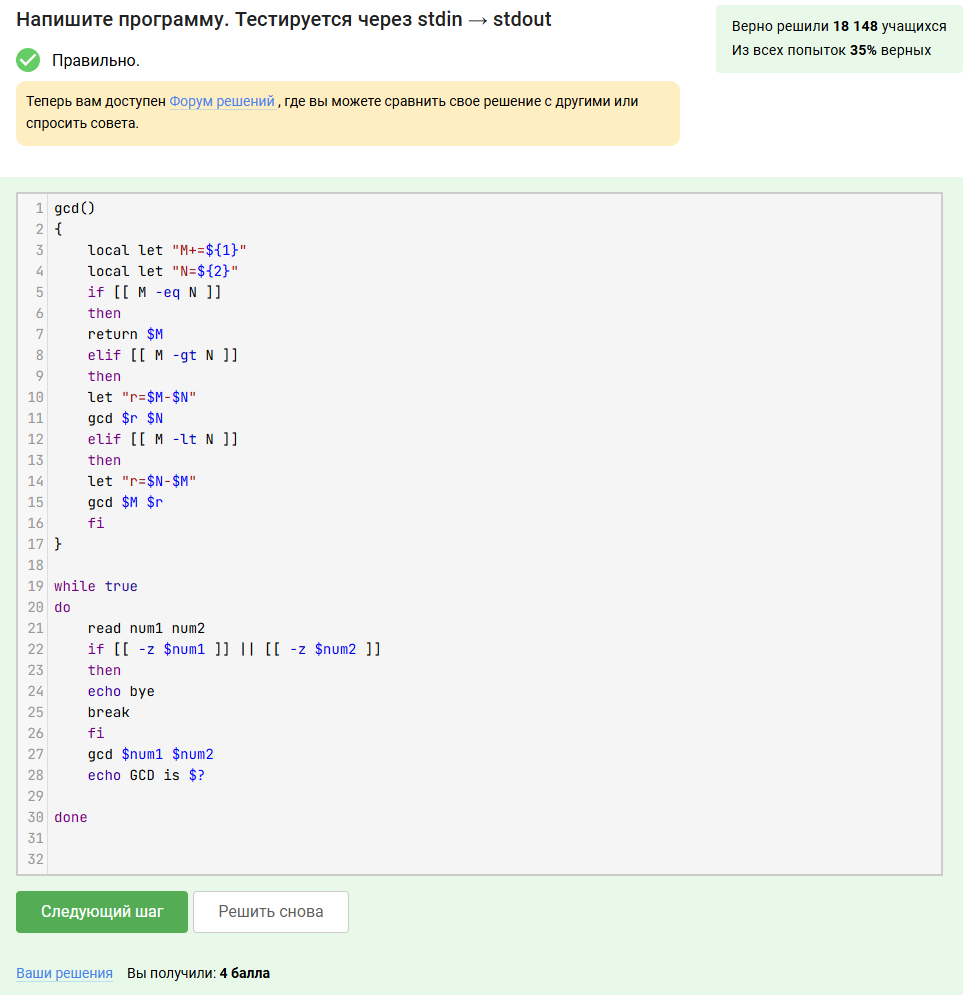 Напишите программу. Тестируется через stdin → stdout
Верно решили 18 148 учащихся
Из всех попыток 35% верных
Правильно.
Теперь вам доступен Форум решений , где вы можете сравнить свое решение с другими или
спросить совета.
1 gcd()
2 {
3     local let "M+=${1}"
4     local let "N=${2}"
5     if [[ M -eq N ]]
6     then
7     return $M
8     elif [[ M -gt N ]]
9     then
10     let "r=$M-$N"
11     gcd $r $N
12     elif [[ M -lt N ]]
13     then
14     let "r=$N-$M"
15     gcd $M $r
16     fi
17 }
18
19 while true
20 do
21     read num1 num2
22     if [[ -z $num1 ]] || [[ -z $num2 ]]
23     then
24     echo bye
25     break
26     fi
27     gcd $num1 $num2
28     echo GCD is $?
29
30 done
31
32
Следующий шаг
Решить снова
Ваши решения Вы получили: 4 балла